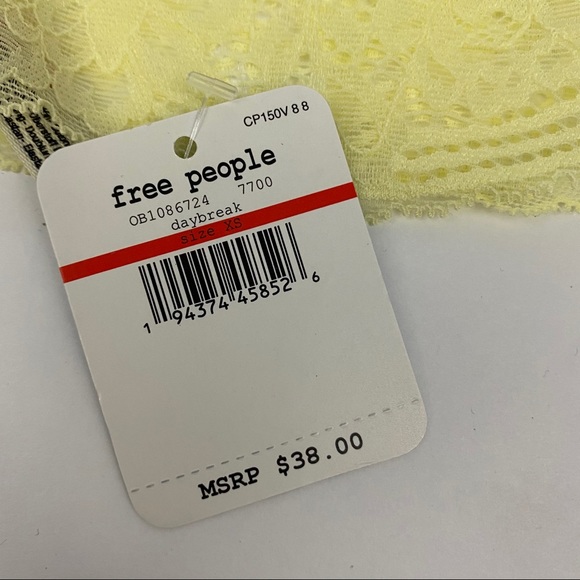 CP150V 8 8
free people
OB1086724 7700
daybreak
size XS
1 94374 45852 6
MSRP $38.00